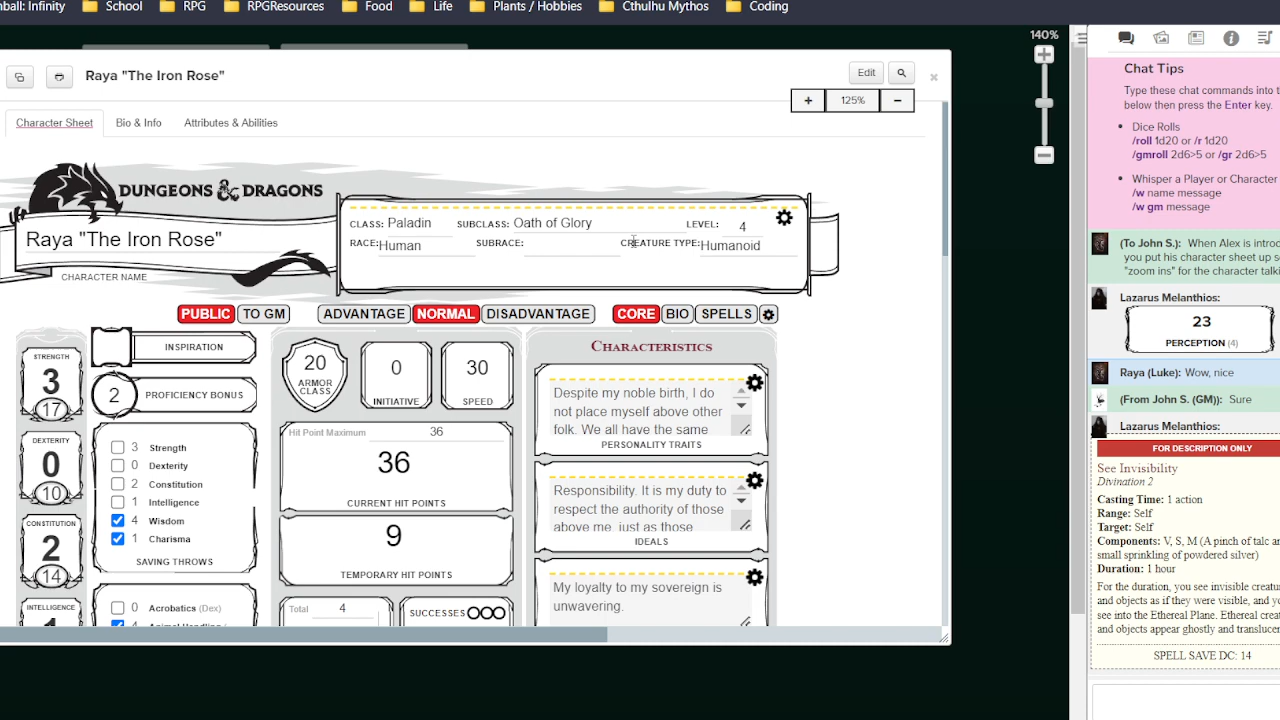 nball: Infinity School RPG RPGResources Food Life Plants / Hobbies Cthulhu Mythos Coding
140%
Raya "The Iron Rose"
Edit
+ 125% −
Character Sheet Bio & Info Attributes & Abilities
DUNGEONS & DRAGONS
Raya "The Iron Rose"
CHARACTER NAME
CLASS: Paladin SUBCLASS: Oath of Glory LEVEL: 4
RACE: Human SUBRACE: CREATURE TYPE: Humanoid
PUBLIC TO GM ADVANTAGE NORMAL DISADVANTAGE CORE BIO SPELLS
STRENGTH
3
17
DEXTERITY
0
10
CONSTITUTION
2
14
INTELLIGENCE
INSPIRATION
2 PROFICIENCY BONUS
3 Strength
0 Dexterity
2 Constitution
1 Intelligence
4 Wisdom
1 Charisma
SAVING THROWS
0 Acrobatics (Dex)
20
ARMOR
CLASS
0
INITIATIVE
30
SPEED
Hit Point Maximum 36
36
CURRENT HIT POINTS
9
TEMPORARY HIT POINTS
Total 4
SUCCESSES
CHARACTERISTICS
Despite my noble birth, I do
not place myself above other
folk. We all have the same
PERSONALITY TRAITS
Responsibility. It is my duty to
respect the authority of those
above me, just as those
IDEALS
My loyalty to my sovereign is
unwavering.
Chat Tips
Type these chat commands into t
below then press the Enter key.
Dice Rolls
/roll 1d20 or /r 1d20
/gmroll 2d6>5 or /gr 2d6>5
Whisper a Player or Character
/w name message
/w gm message
(To John S.): When Alex is introd
you put his character sheet up s
"zoom ins" for the character talki
Lazarus Melanthios:
23
PERCEPTION (4)
Raya (Luke): Wow, nice
(From John S. (GM)): Sure
Lazarus Melanthios:
FOR DESCRIPTION ONLY
See Invisibility
Divination 2
Casting Time: 1 action
Range: Self
Target: Self
Components: V, S, M (A pinch of talc an
small sprinkling of powdered silver)
Duration: 1 hour
For the duration, you see invisible creatu
and objects as if they were visible, and yo
see into the Ethereal Plane. Ethereal creat
and objects appear ghostly and translucen
SPELL SAVE DC: 14